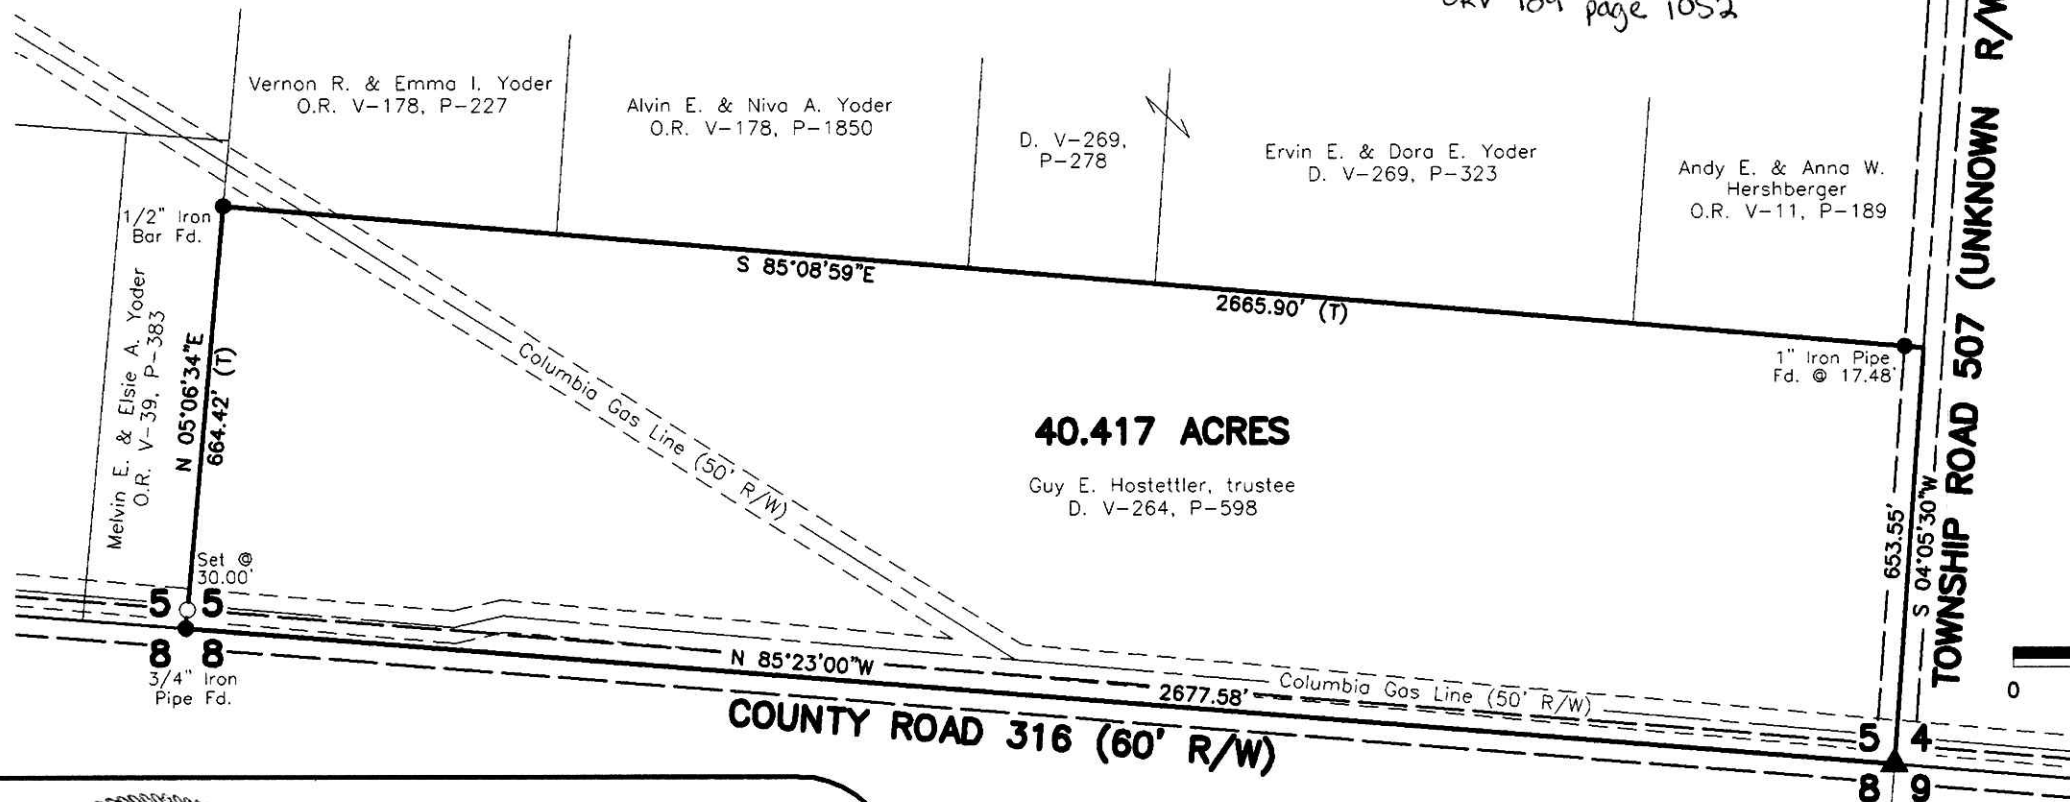 ORV 109 page 1052
Vernon R. & Emma I. Yoder
O.R. V-178, P-227
Alvin E. & Niva A. Yoder
O.R. V-178, P-1850
D. V-269,
P-278
Ervin E. & Dora E. Yoder
D. V-269, P-323
Andy E. & Anna W.
Hershberger
O.R. V-11, P-189
1/2" Iron
Bar Fd.
S 85°08'59"E
2665.90' (T)
1" Iron Pipe
Fd. @ 17.48'
Melvin E. & Elsie A. Yoder
O.R. V-39, P-383
N 05°06'34"E
664.42' (T)
Columbia Gas Line (50' R/W)
40.417 ACRES
Guy E. Hostettler, trustee
D. V-264, P-598
653.55'
S 04°05'30"W
TOWNSHIP ROAD 507 (UNKNOWN R/W
Set @
30.00'
5 5
8 8
3/4" Iron
Pipe Fd.
N 85°23'00"W
2677.58'
Columbia Gas Line (50' R/W)
COUNTY ROAD 316 (60' R/W)
5 4
8 9
0